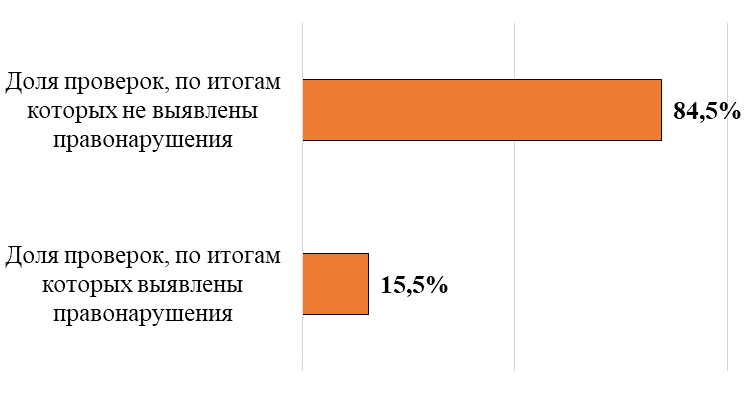 Доля проверок, по итогам
которых не выявлены
правонарушения
84,5%
Доля проверок, по итогам
которых выявлены
правонарушения
15,5%